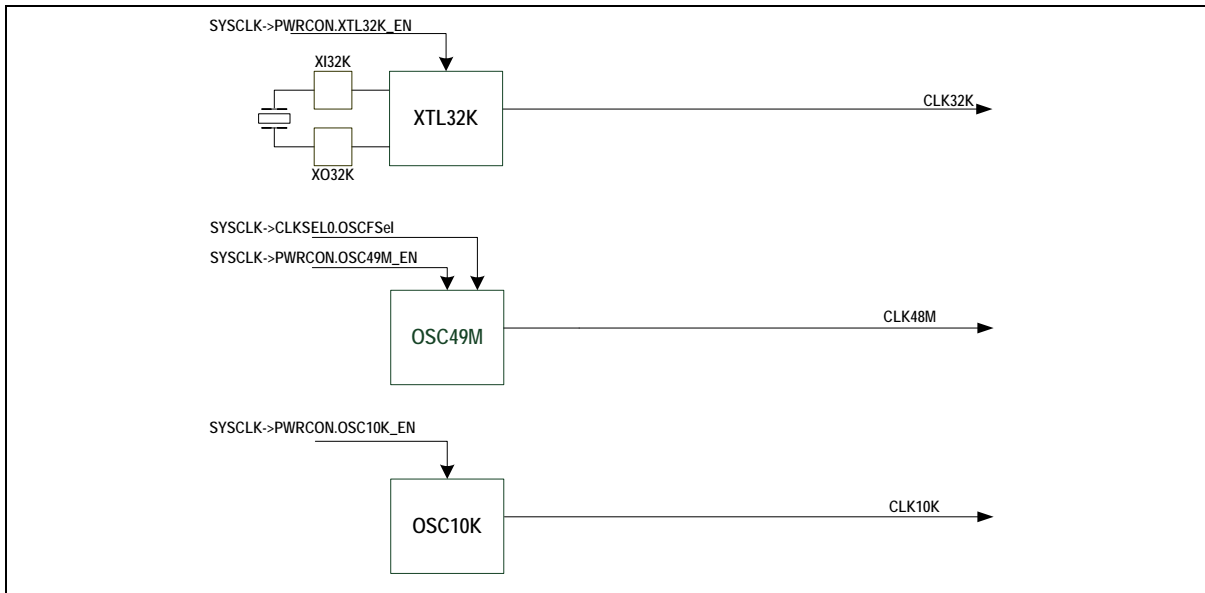 SYSCLK->PWRCON.XTL32K_EN
XI32K
XTL32K
CLK32K
XO32K
SYSCLK->CLKSEL0.OSCFSel
SYSCLK->PWRCON.OSC49M_EN
OSC49M
CLK48M
SYSCLK->PWRCON.OSC10K_EN
OSC10K
CLK10K